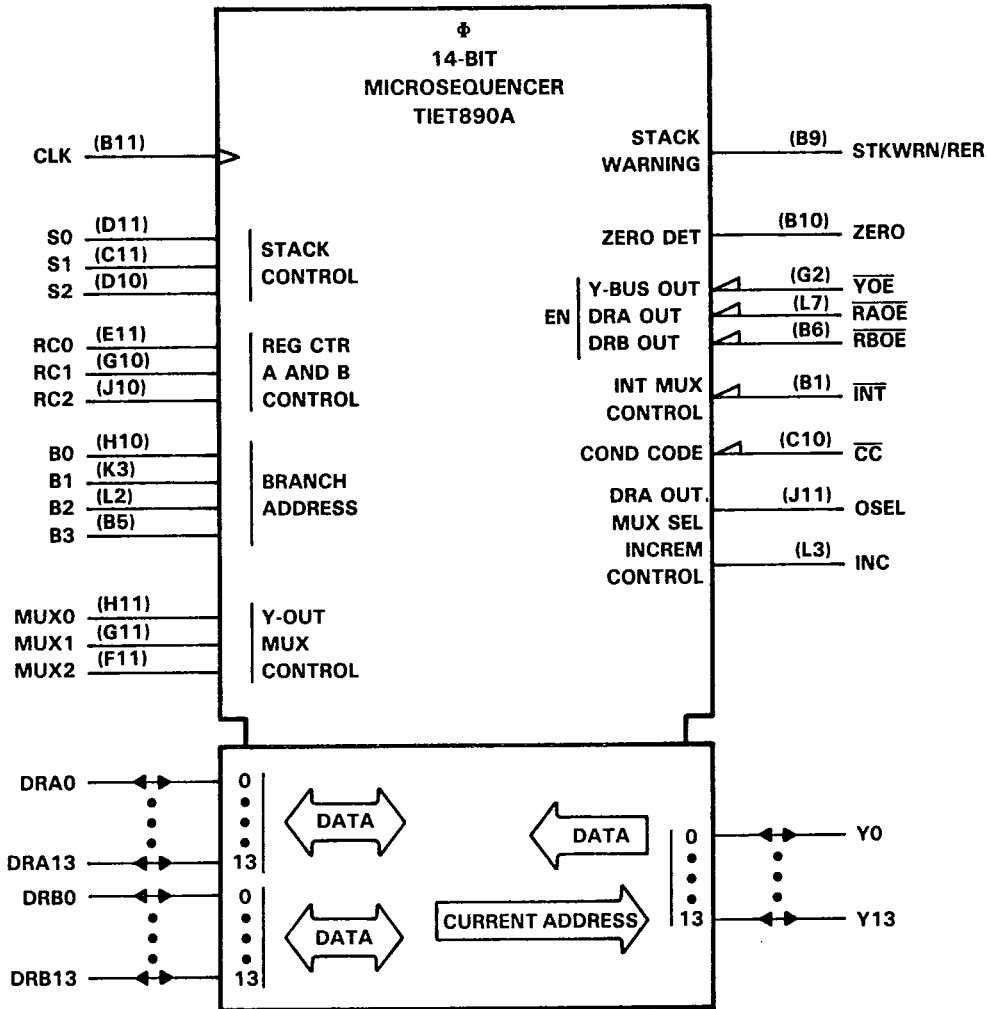 Φ
14-BIT
MICROSEQUENCER
TIET890A
CLK (B11)
S0 (D11)
S1 (C11)
S2 (D10)
STACK
CONTROL
RC0 (E11)
RC1 (G10)
RC2 (J10)
REG CTR
A AND B
CONTROL
B0 (H10)
B1 (K3)
B2 (L2)
B3 (B5)
BRANCH
ADDRESS
MUX0 (H11)
MUX1 (G11)
MUX2 (F11)
Y-OUT
MUX
CONTROL
STACK
WARNING
(B9) STKWRN/RER
ZERO DET (B10) ZERO
EN
Y-BUS OUT (G2) Y̅O̅E̅
DRA OUT (L7) R̅A̅O̅E̅
DRB OUT (B6) R̅B̅O̅E̅
INT MUX
CONTROL
(B1) I̅N̅T̅
COND CODE (C10) C̅C̅
DRA OUT
MUX SEL
(J11) OSEL
INCREM
CONTROL
(L3) INC
DRA0 0
DRA13 13
DATA
DRB0 0
DRB13 13
DATA
DATA
CURRENT ADDRESS
0 Y0
13 Y13